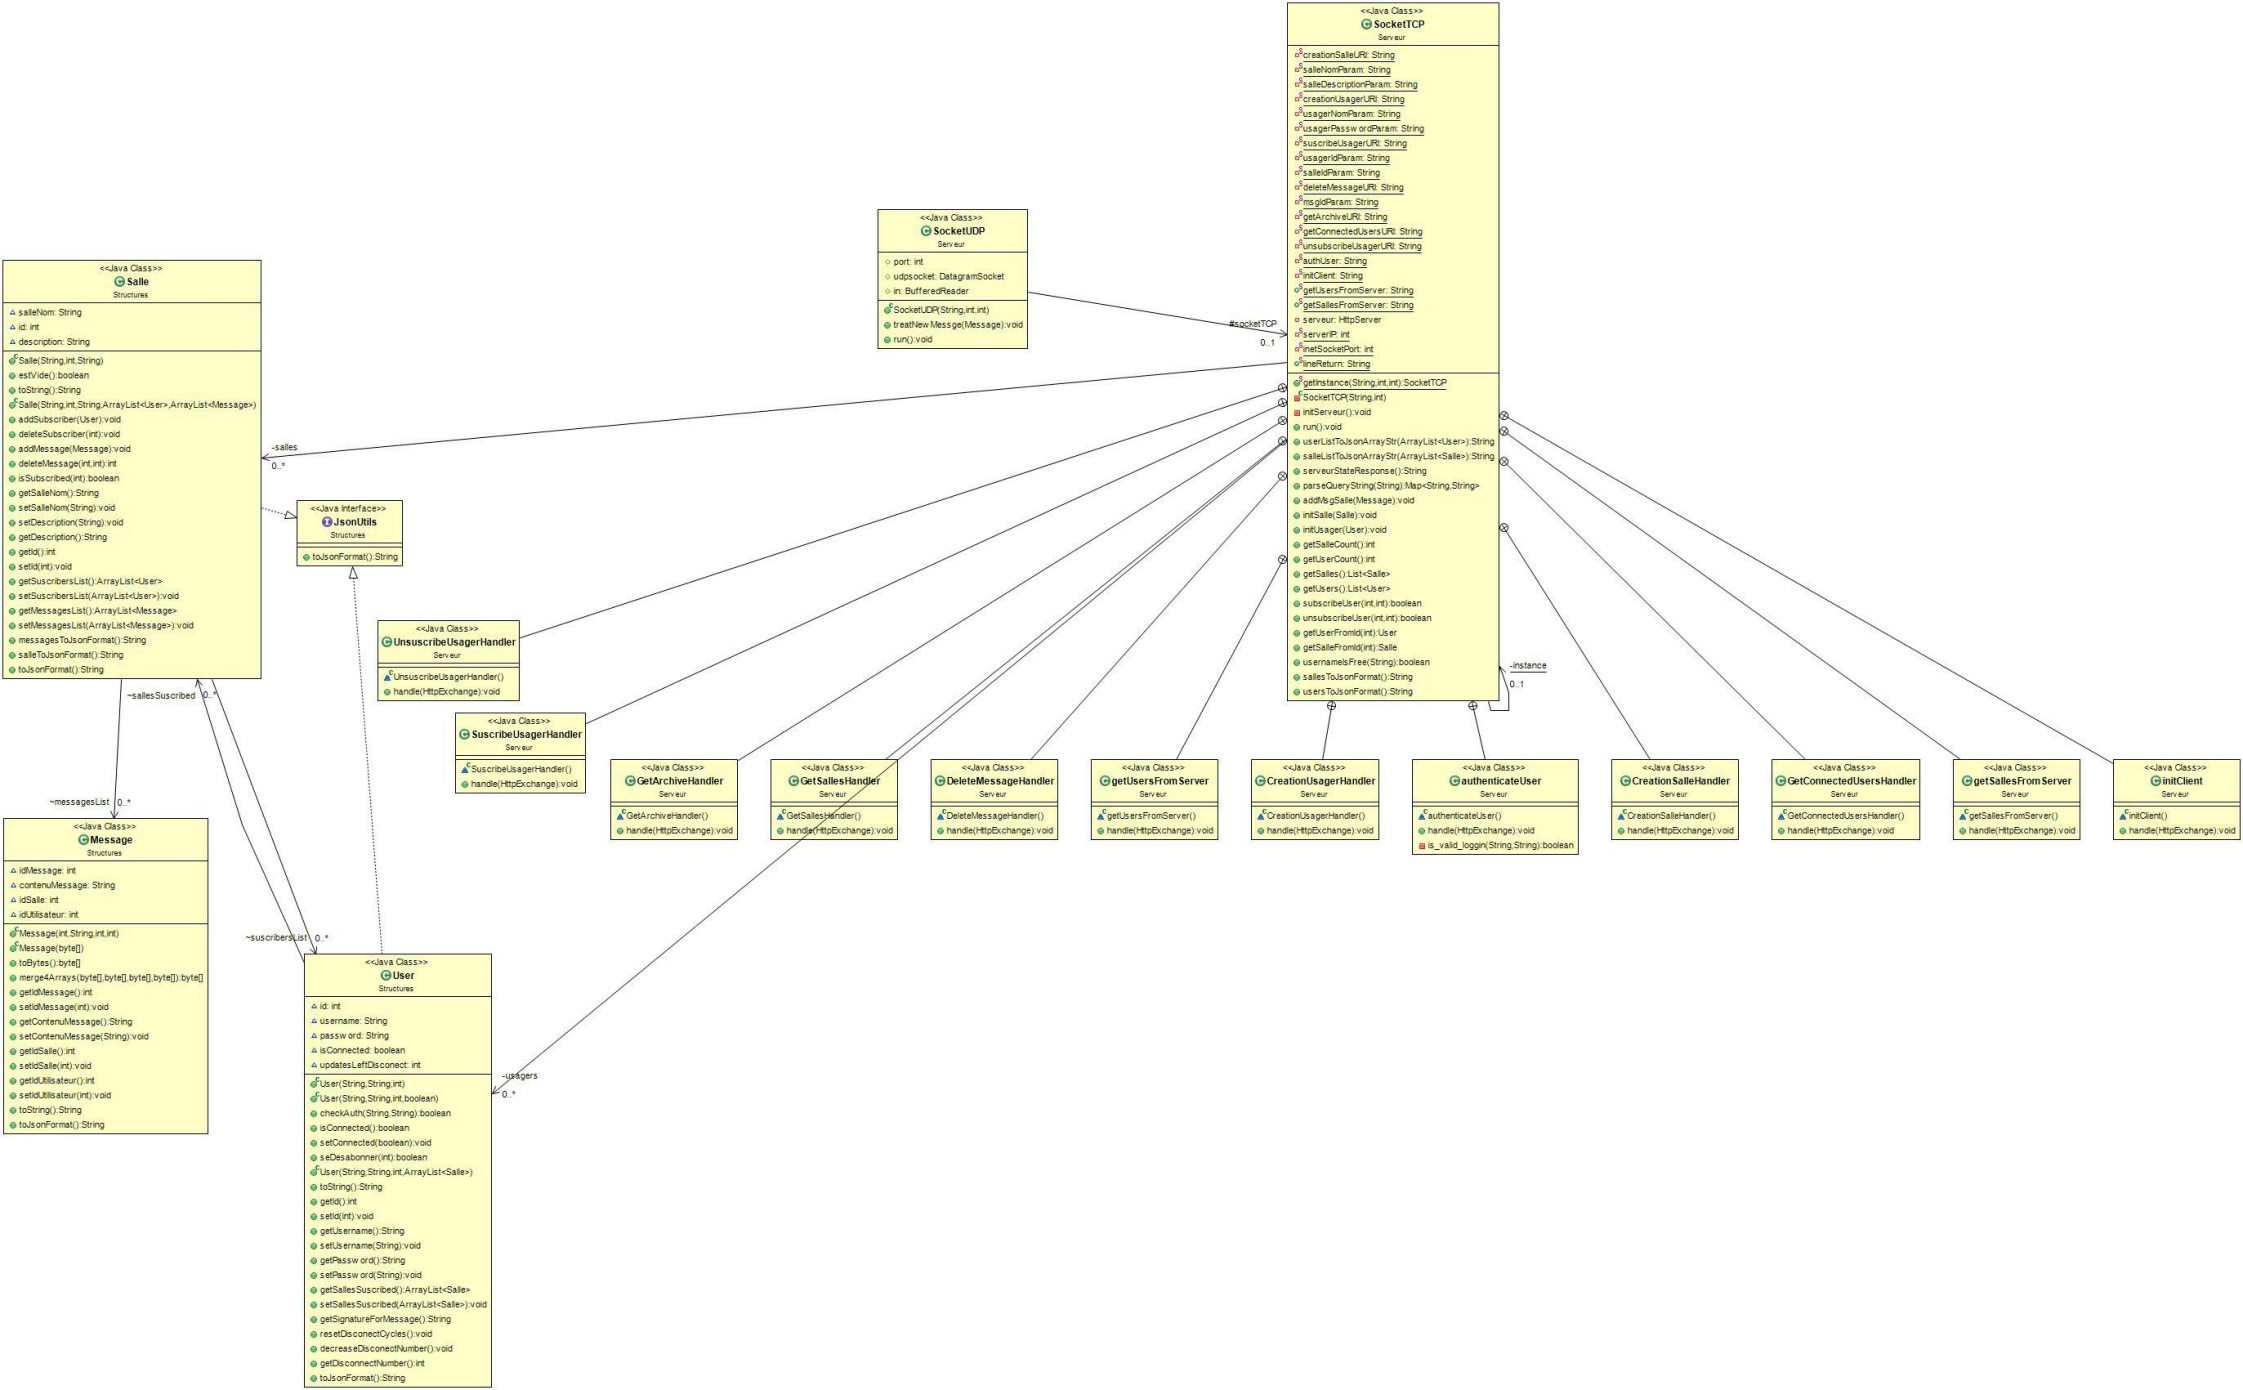 <<Java Class>>
SocketTCP
Serveur
creationSalleURI: String
salleNomParam: String
salleDescriptionParam: String
creationUsagerURI: String
usagerNomParam: String
usagerPassw ordParam: String
suscribeUsagerURI: String
usagerIdParam: String
salleIdParam: String
deleteMessageURI: String
msgIdParam: String
getArchiveURI: String
getConnectedUsersURI: String
unsubscribeUsagerURI: String
authUser: String
initClient: String
getUsersFromServer: String
getSallesFromServer: String
serveur: HttpServer
serverIP: int
inetSocketPort: int
lineReturn: String
getInstance(String,int,int):SocketTCP
SocketTCP(String,int)
initServeur():void
run():void
userListToJsonArrayStr(ArrayList<User>):String
salleListToJsonArrayStr(ArrayList<Salle>):String
serveurStateResponse():String
parseQueryString(String):Map<String,String>
addMsgSalle(Message):void
initSalle(Salle):void
initUsager(User):void
getSalleCount():int
getUserCount():int
getSalles():List<Salle>
getUsers():List<User>
subscribeUser(int,int):boolean
unsubscribeUser(int,int):boolean
getUserFromId(int):User
getSalleFromId(int):Salle
usernameIsFree(String):boolean
sallesToJsonFormat():String
usersToJsonFormat():String
-instance
0..1
<<Java Class>>
SocketUDP
Serveur
port: int
udpsocket: DatagramSocket
in: BufferedReader
SocketUDP(String,int,int)
treatNew Messge(Message):void
run():void
#socketTCP
0..1
<<Java Class>>
Salle
Structures
salleNom: String
id: int
description: String
Salle(String,int,String)
estVide():boolean
toString():String
Salle(String,int,String,ArrayList<User>,ArrayList<Message>)
addSubscriber(User):void
deleteSubscriber(int):void
addMessage(Message):void
deleteMessage(int,int):int
isSubscribed(int):boolean
getSalleNom():String
setSalleNom(String):void
setDescription(String):void
getDescription():String
getId():int
setId(int):void
getSuscribersList():ArrayList<User>
setSuscribersList(ArrayList<User>):void
getMessagesList():ArrayList<Message>
setMessagesList(ArrayList<Message>):void
messagesToJsonFormat():String
salleToJsonFormat():String
toJsonFormat():String
-salles
0..*
<<Java Interface>>
JsonUtils
Structures
toJsonFormat():String
<<Java Class>>
UnsuscribeUsagerHandler
Serveur
UnsuscribeUsagerHandler()
handle(HttpExchange):void
<<Java Class>>
SuscribeUsagerHandler
Serveur
SuscribeUsagerHandler()
handle(HttpExchange):void
<<Java Class>>
GetArchiveHandler
Serveur
GetArchiveHandler()
handle(HttpExchange):void
<<Java Class>>
GetSallesHandler
Serveur
GetSallesHandler()
handle(HttpExchange):void
<<Java Class>>
DeleteMessageHandler
Serveur
DeleteMessageHandler()
handle(HttpExchange):void
<<Java Class>>
getUsersFrom Server
Serveur
getUsersFromServer()
handle(HttpExchange):void
<<Java Class>>
CreationUsagerHandler
Serveur
CreationUsagerHandler()
handle(HttpExchange):void
<<Java Class>>
authenticateUser
Serveur
authenticateUser()
handle(HttpExchange):void
is_valid_loggin(String,String):boolean
<<Java Class>>
CreationSalleHandler
Serveur
CreationSalleHandler()
handle(HttpExchange):void
<<Java Class>>
GetConnectedUsersHandler
Serveur
GetConnectedUsersHandler()
handle(HttpExchange):void
<<Java Class>>
getSallesFrom Server
Serveur
getSallesFromServer()
handle(HttpExchange):void
<<Java Class>>
initClient
Serveur
initClient()
handle(HttpExchange):void
~sallesSuscribed
0..*
~messagesList
0..*
<<Java Class>>
Message
Structures
idMessage: int
contenuMessage: String
idSalle: int
idUtilisateur: int
Message(int,String,int,int)
Message(byte[])
toBytes():byte[]
merge4Arrays(byte[],byte[],byte[],byte[]):byte[]
getIdMessage():int
setIdMessage(int):void
getContenuMessage():String
setContenuMessage(String):void
getIdSalle():int
setIdSalle(int):void
getIdUtilisateur():int
setIdUtilisateur(int):void
toString():String
toJsonFormat():String
~suscribersList
0..*
<<Java Class>>
User
Structures
id: int
username: String
passw ord: String
isConnected: boolean
updatesLeftDisconect: int
User(String,String,int)
User(String,String,int,boolean)
checkAuth(String,String):boolean
isConnected():boolean
setConnected(boolean):void
seDesabonner(int):boolean
User(String,String,int,ArrayList<Salle>)
toString():String
getId():int
setId(int):void
getUsername():String
setUsername(String):void
getPassw ord():String
setPassw ord(String):void
getSallesSuscribed():ArrayList<Salle>
setSallesSuscribed(ArrayList<Salle>):void
getSignatureForMessage():String
resetDisconectCycles():void
decreaseDisconectNumber():void
getDisconnectNumber():int
toJsonFormat():String
-usagers
0..*